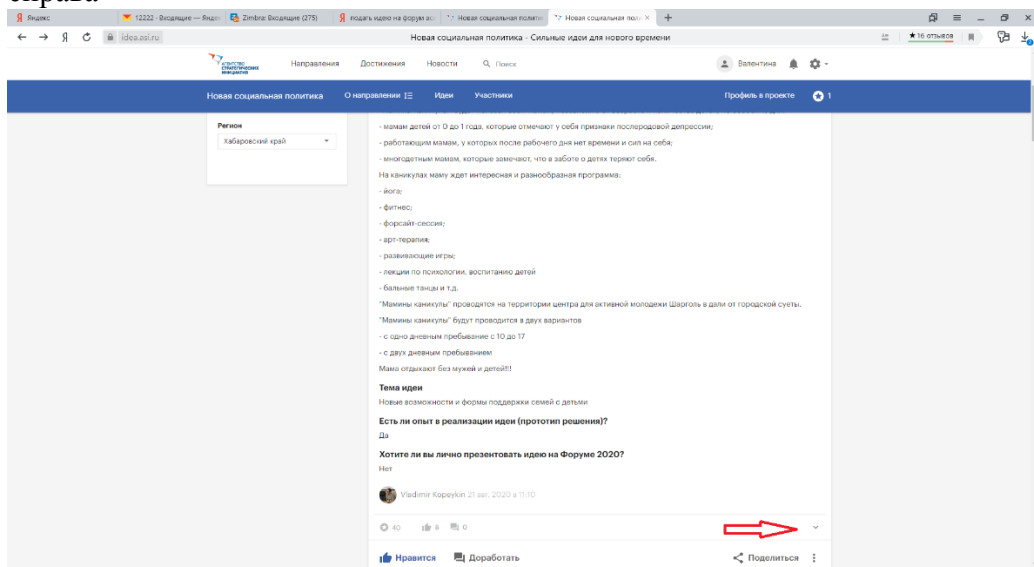 справа
Яндекс
12222 · Входящие — Яндек
Zimbra: Входящие (275)
подать идею на форум аси
Новая социальная политик
Новая социальная поли
idea.asi.ru
Новая социальная политика - Сильные идеи для нового времени
★16 отзывов
АГЕНТСТВО
СТРАТЕГИЧЕСКИХ
ИНИЦИАТИВ
Направления
Достижения
Новости
Поиск
Валентина
Новая социальная политика
О направлении
Идеи
Участники
Профиль в проекте
1
Регион
Хабаровский край
- мамам детей от 0 до 1 года, которые отмечают у себя признаки послеродовой депрессии;
- работающим мамам, у которых после рабочего дня нет времени и сил на себя;
- многодетным мамам, которые замечают, что в заботе о детях теряют себя.
На каникулах маму ждет интересная и разнообразная программа:
- йога;
- фитнес;
- форсайт-сессия;
- арт-терапия;
- развивающие игры;
- лекции по психологии, воспитанию детей
- бальные танцы и т.д.
"Мамины каникулы" проводятся на территории центра для активной молодежи Шарголь в дали от городской суеты.
"Мамины каникулы" будут проводится в двух вариантов
- с одно дневным пребывание с 10 до 17
- с двух дневным пребыванием
Мама отдыхают без мужей и детей!!!
Тема идеи
Новые возможности и формы поддержки семей с детьми
Есть ли опыт в реализации идеи (прототип решения)?
Да
Хотите ли вы лично презентовать идею на Форуме 2020?
Нет
Vladimir Kopeykin 21 авг. 2020 в 11:10
40
8
0
Нравится
Доработать
Поделиться